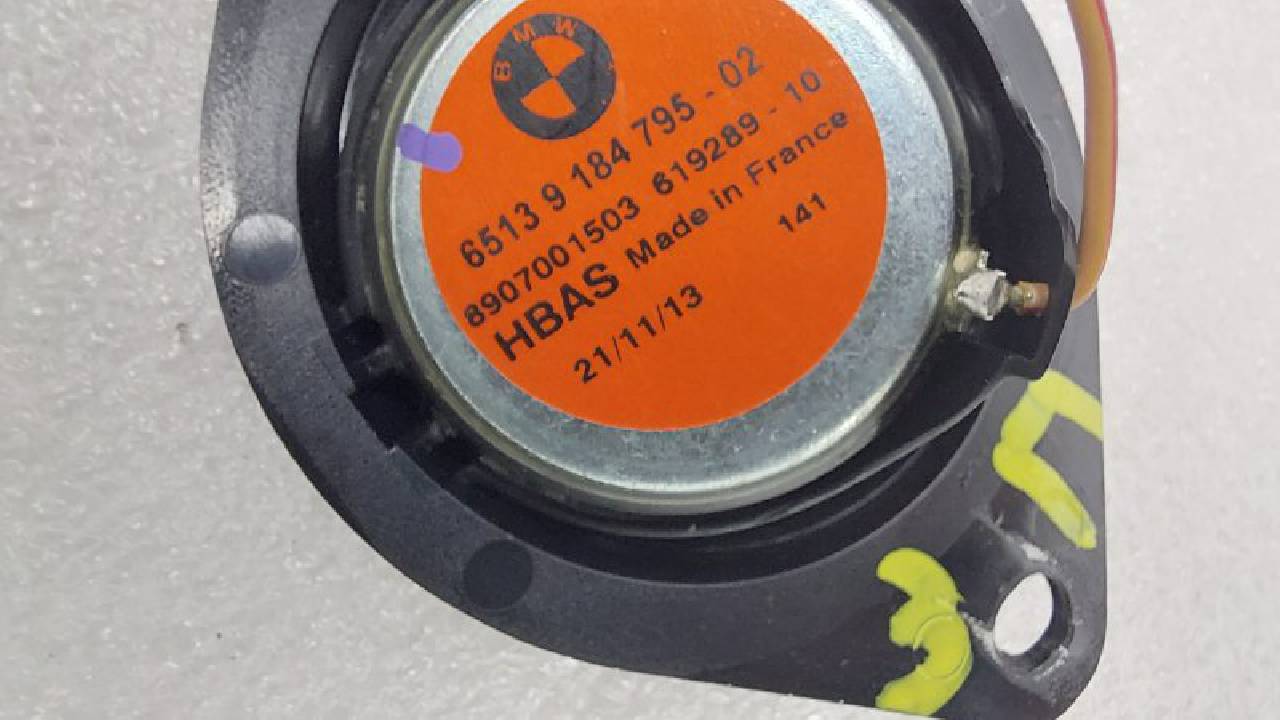 BMW
6513 9 184 795 - 02
8907001503 619289 - 10
HBAS Made in France
21/11/13 141